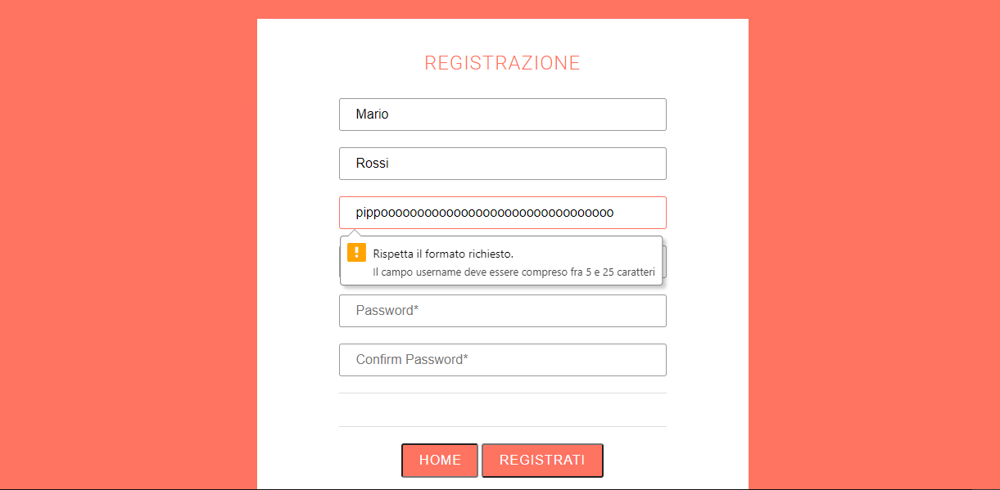 REGISTRAZIONE
Mario
Rossi
pippoooooooooooooooooooooooooooooooo
Rispetta il formato richiesto.
Il campo username deve essere compreso fra 5 e 25 caratteri
Password*
Confirm Password*
HOME REGISTRATI